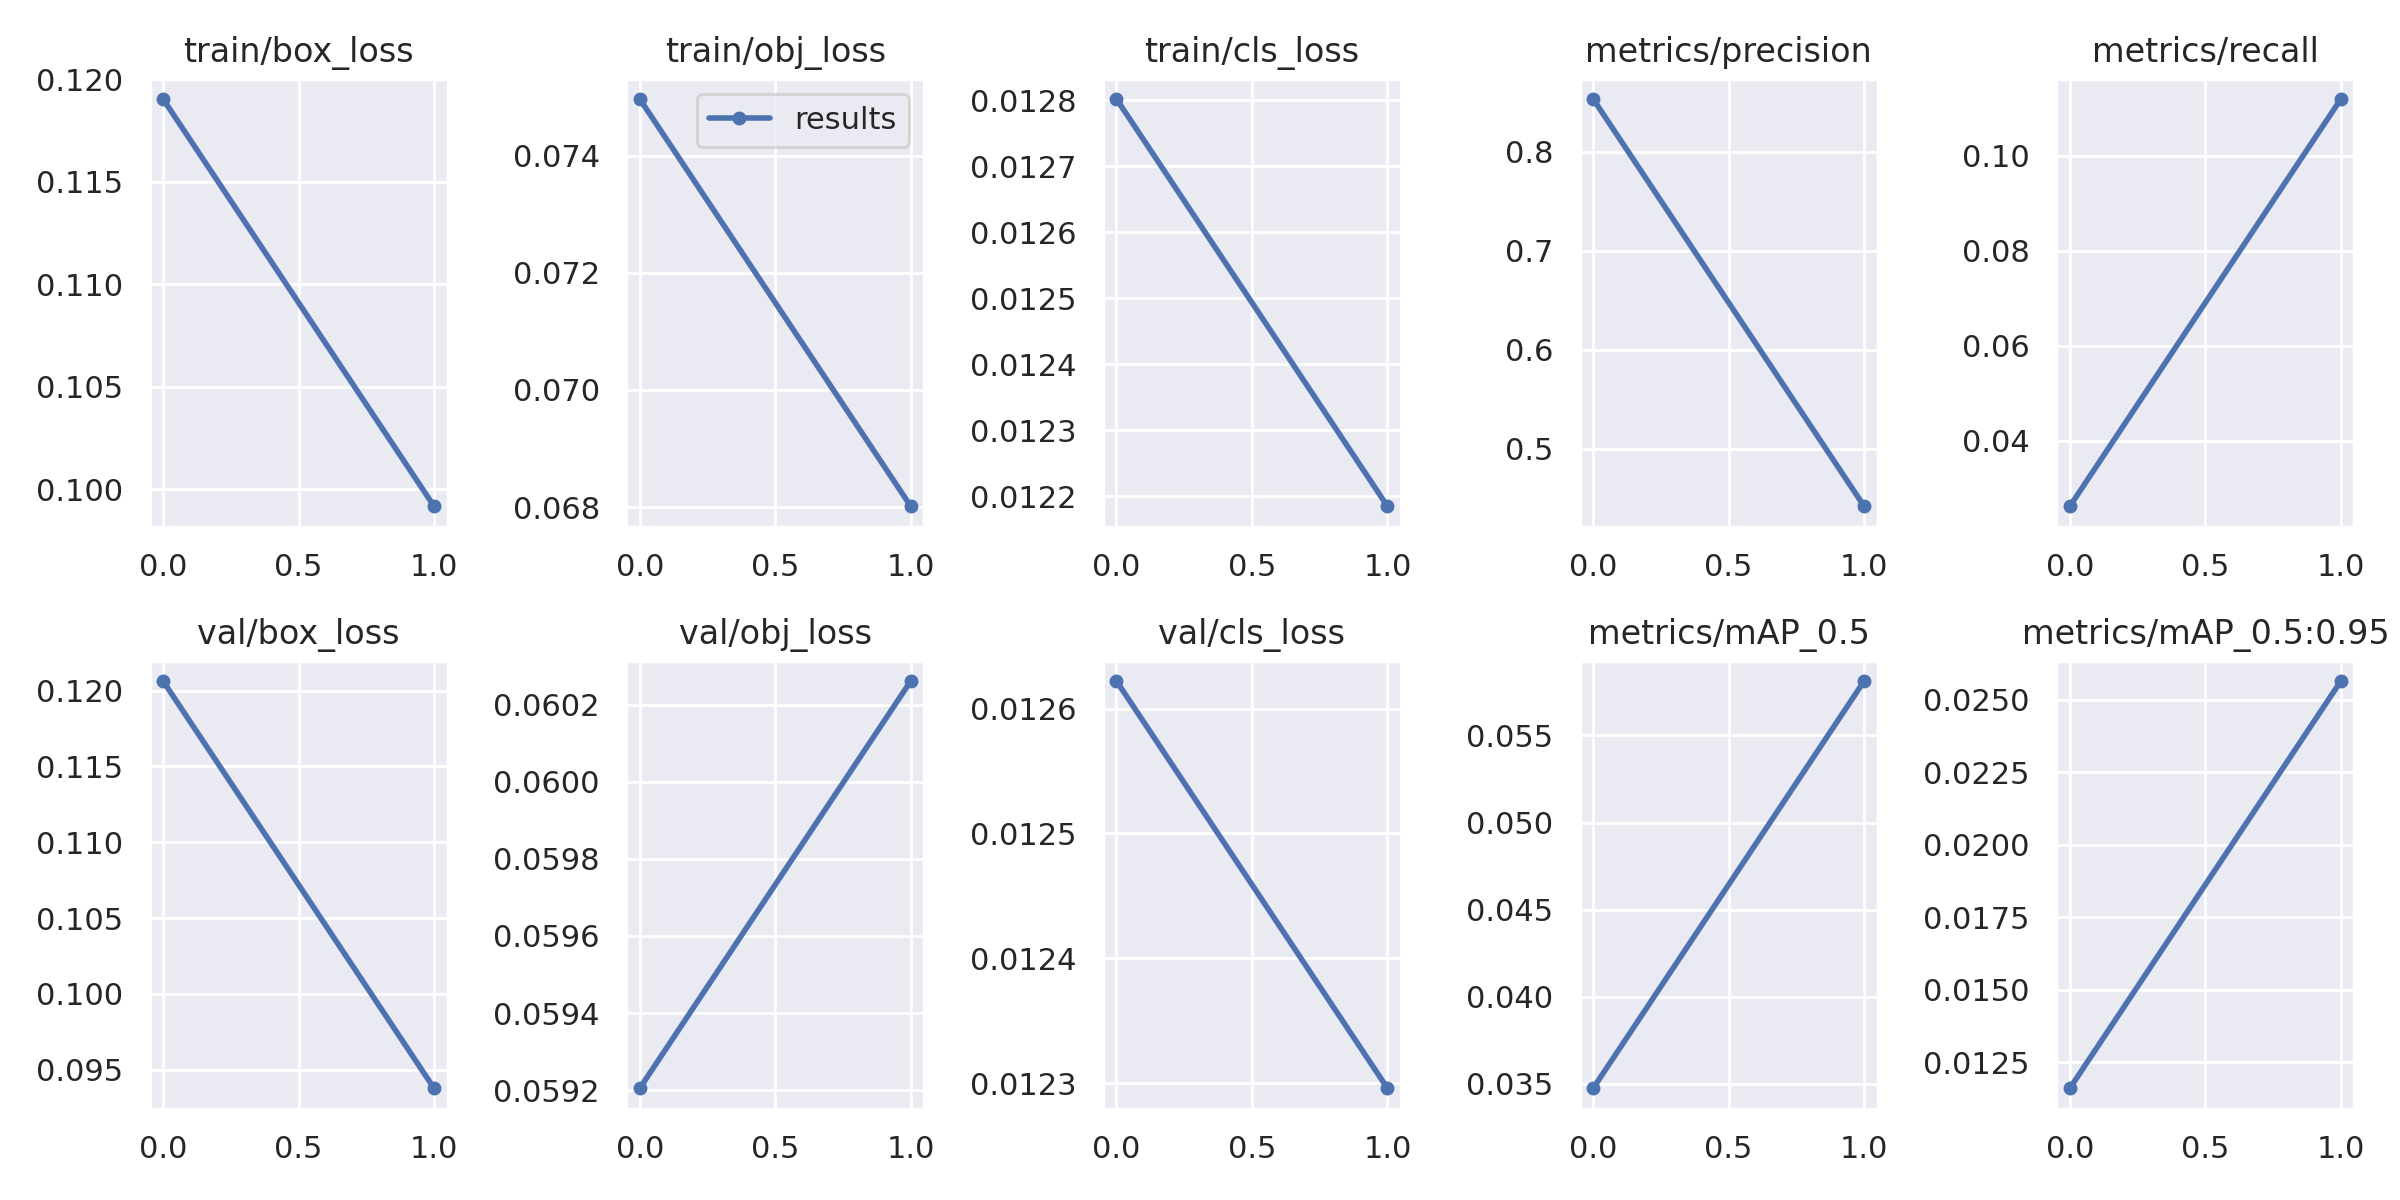 train/box_loss
0.120
0.115
0.110
0.105
0.100
0.0 0.5 1.0
train/obj_loss
results
0.074
0.072
0.070
0.068
0.0 0.5 1.0
train/cls_loss
0.0128
0.0127
0.0126
0.0125
0.0124
0.0123
0.0122
0.0 0.5 1.0
metrics/precision
0.8
0.7
0.6
0.5
0.0 0.5 1.0
metrics/recall
0.10
0.08
0.06
0.04
0.0 0.5 1.0
val/box_loss
0.120
0.115
0.110
0.105
0.100
0.095
0.0 0.5 1.0
val/obj_loss
0.0602
0.0600
0.0598
0.0596
0.0594
0.0592
0.0 0.5 1.0
val/cls_loss
0.0126
0.0125
0.0124
0.0123
0.0 0.5 1.0
metrics/mAP_0.5
0.055
0.050
0.045
0.040
0.035
0.0 0.5 1.0
metrics/mAP_0.5:0.95
0.0250
0.0225
0.0200
0.0175
0.0150
0.0125
0.0 0.5 1.0